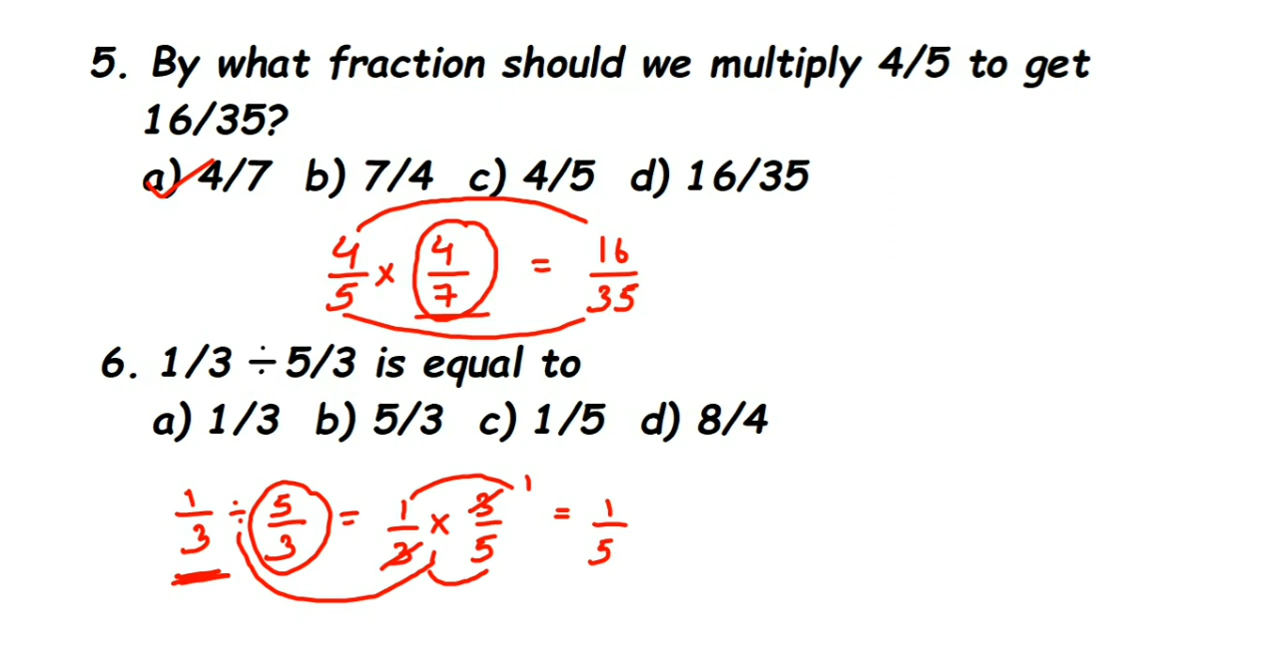 5. By what fraction should we multiply 4/5 to get
16/35?
a) 4/7 b) 7/4 c) 4/5 d) 16/35
4/5 × 4/7 = 16/35
6. 1/3 ÷ 5/3 is equal to
a) 1/3 b) 5/3 c) 1/5 d) 8/4
1/3 ÷ 5/3 = 1/3 × 3/5 1 = 1/5